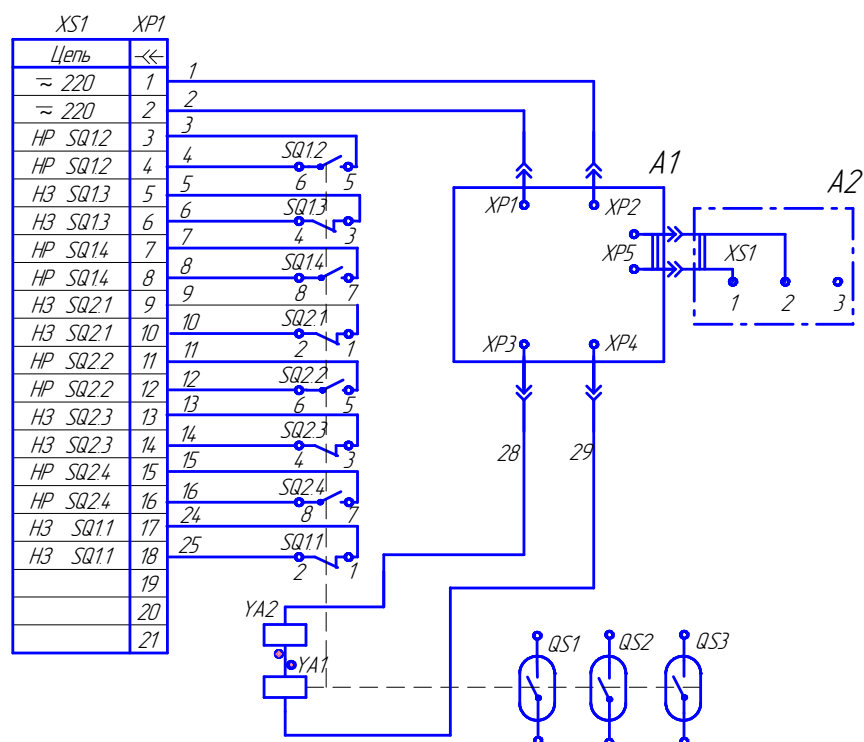 XS1 XP1
Цепь
≂ 220 1 1
≂ 220 2 2
НР SQ1.2 3 3
НР SQ1.2 4 4
НЗ SQ1.3 5 5
НЗ SQ1.3 6 6
НР SQ1.4 7 7
НР SQ1.4 8 8
НЗ SQ2.1 9 9
НЗ SQ2.1 10 10
НР SQ2.2 11 11
НР SQ2.2 12 12
НЗ SQ2.3 13 13
НЗ SQ2.3 14 14
НР SQ2.4 15 15
НР SQ2.4 16 16
НЗ SQ1.1 17 24
НЗ SQ1.1 18 25
19
20
21
SQ1.2
6 5
SQ1.3
4 3
SQ1.4
8 7
SQ2.1
2 1
SQ2.2
6 5
SQ2.3
4 3
SQ2.4
8 7
SQ1.1
2 1
YA2
YA1
A1
XP1 XP2
XP5
XP3 XP4
28 29
A2
XS1
1 2 3
QS1 QS2 QS3